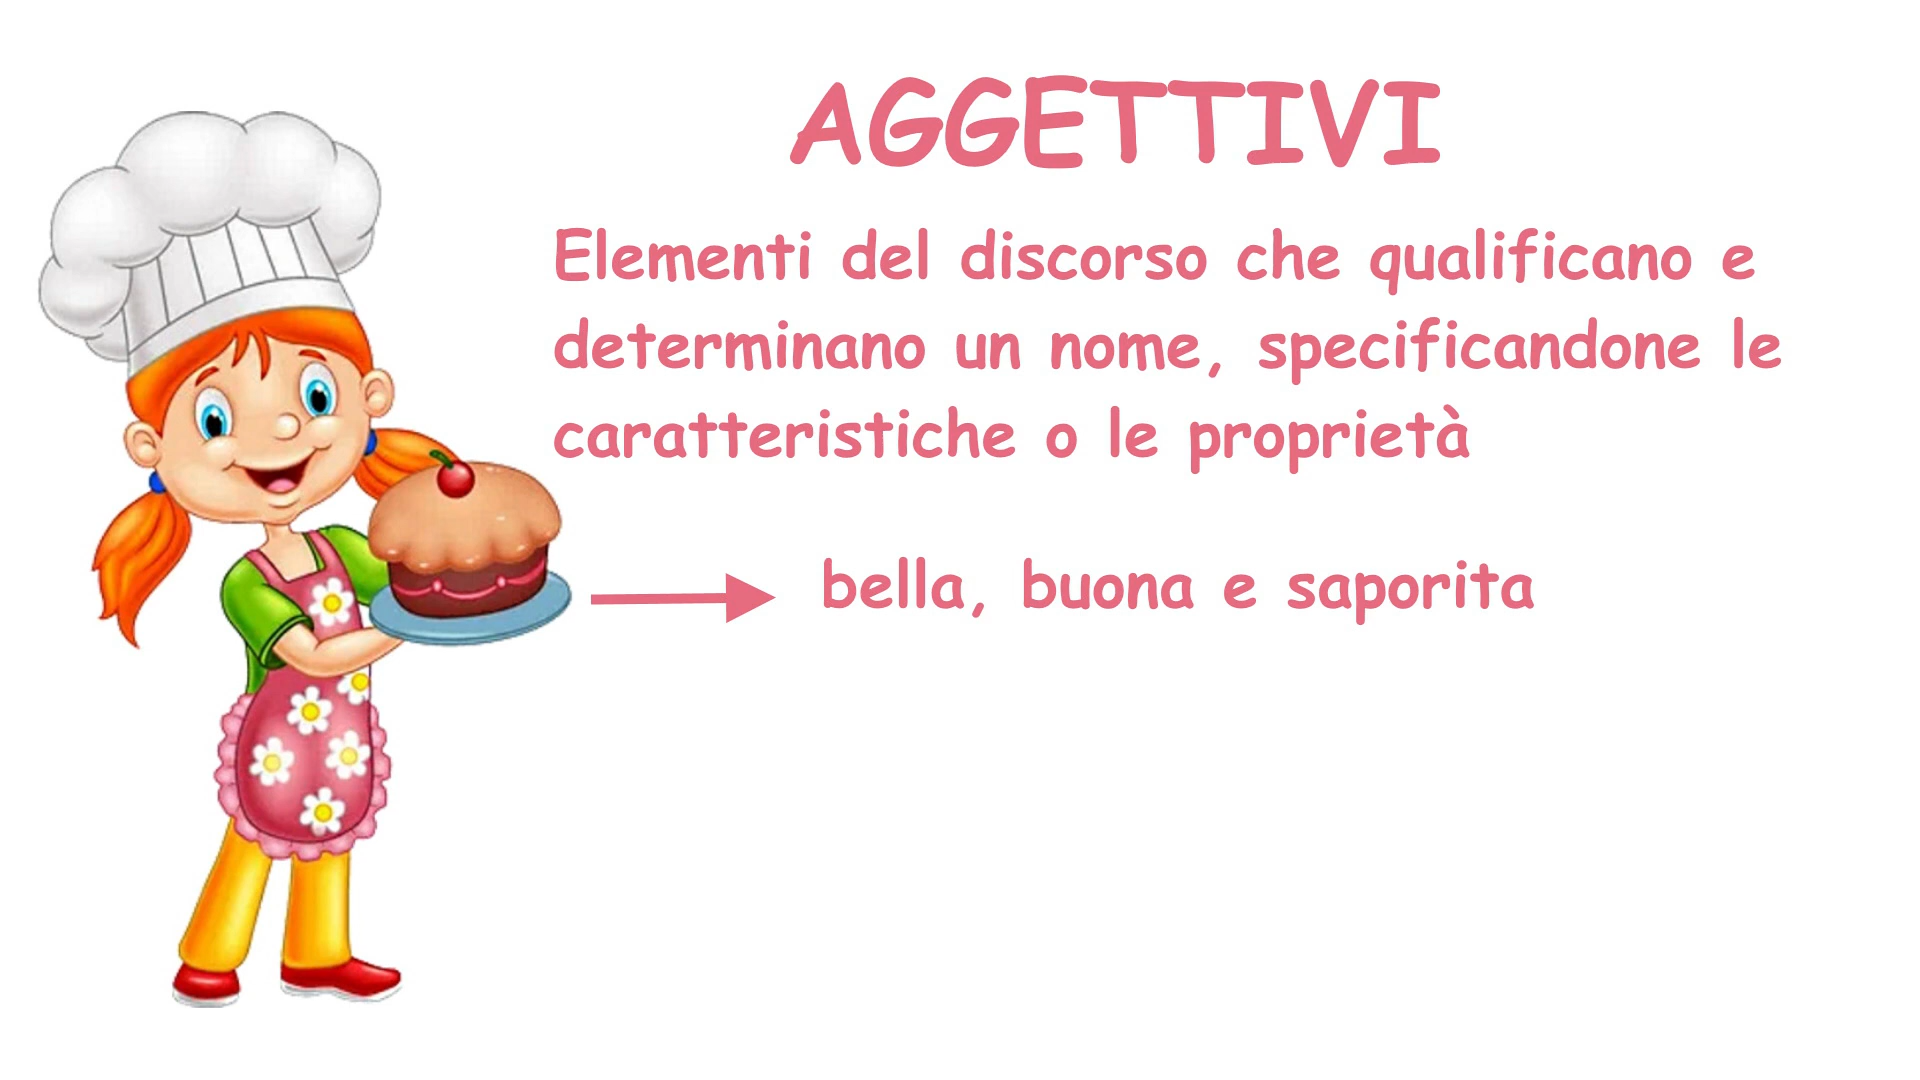 AGGETTIVI
Elementi del discorso che qualificano e
determinano un nome, specificandone le
caratteristiche o le proprietà
bella, buona e saporita